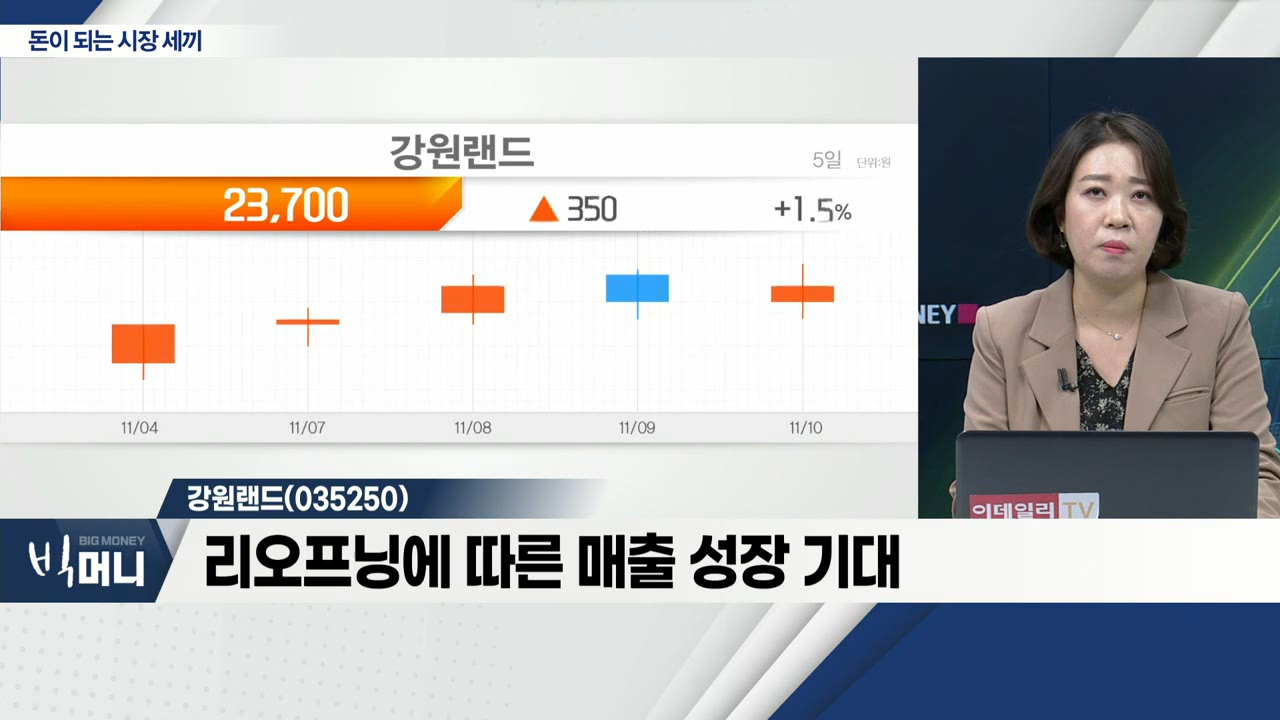 돈이 되는 시장 세끼
강원랜드
5일 단위:원
23,700 ▲ 350 +1.5%
11/04 11/07 11/08 11/09 11/10
NEY
이데일리 TV
강원랜드(035250)
BIG MONEY
빅머니
리오프닝에 따른 매출 성장 기대